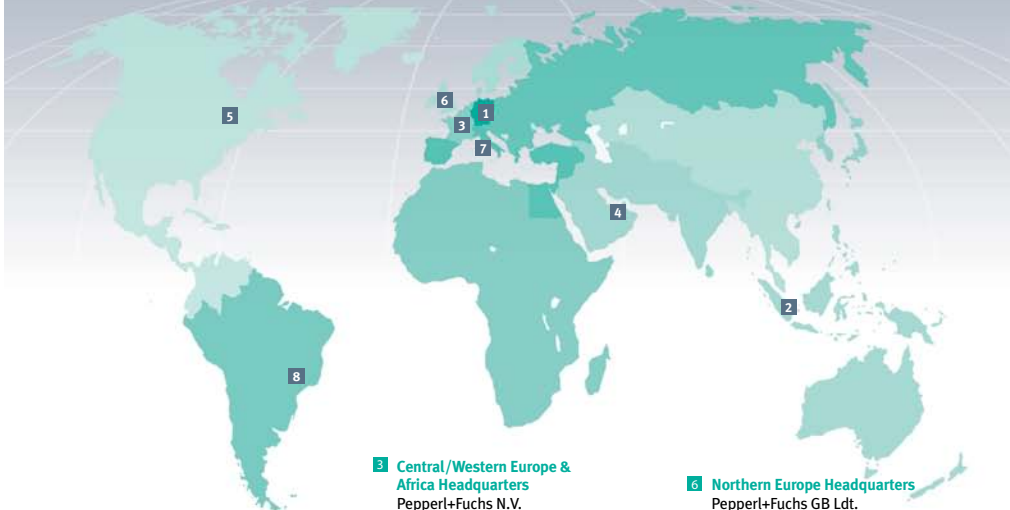 6
1
5
3
7
4
2
8
3 Central/Western Europe &
Africa Headquarters
Pepperl+Fuchs N.V.
6 Northern Europe Headquarters
Pepperl+Fuchs GB Ldt.